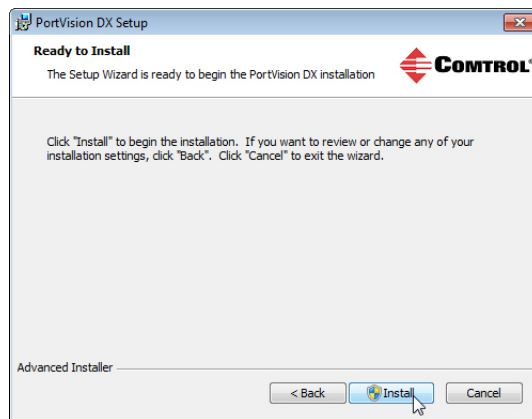 PortVision DX Setup
Ready to Install
The Setup Wizard is ready to begin the PortVision DX installation
COMTROL
Click "Install" to begin the installation. If you want to review or change any of your
installation settings, click "Back". Click "Cancel" to exit the wizard.
Advanced Installer
< Back
Install
Cancel